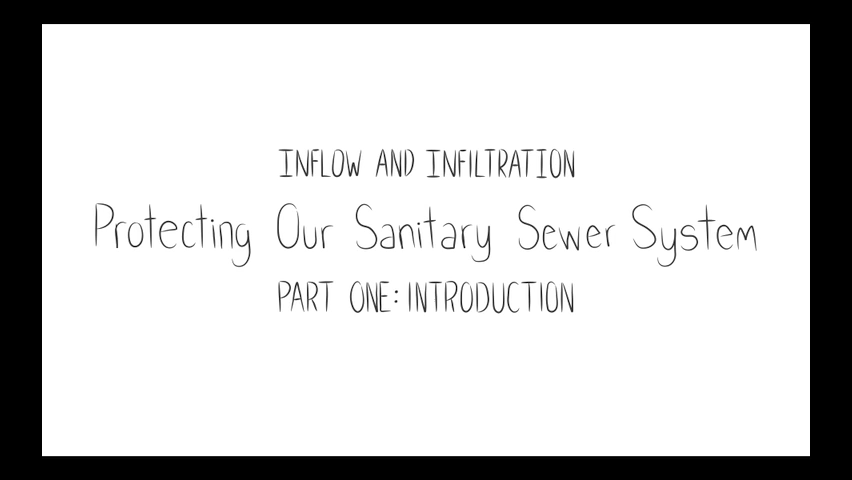 INFLOW AND INFILTRATION
Protecting Our Sanitary Sewer System
PART ONE: INTRODUCTION